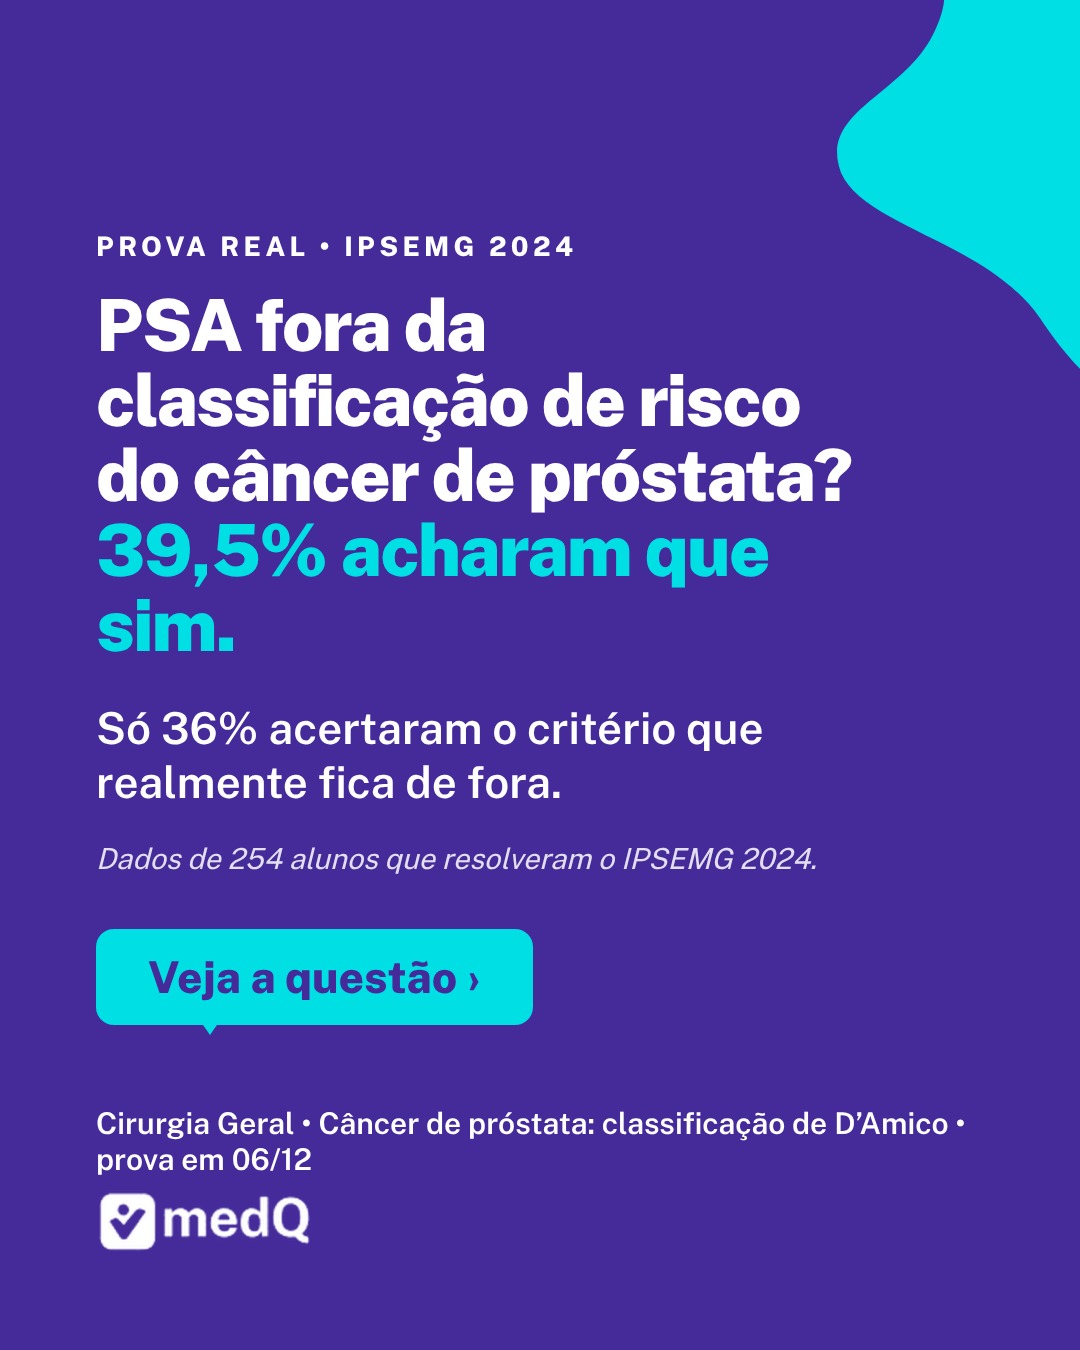 PROVA REAL • IPSEMG 2024
PSA fora da
classificação de risco
do câncer de próstata?
39,5% acharam que
sim.
Só 36% acertaram o critério que
realmente fica de fora.
Dados de 254 alunos que resolveram o IPSEMG 2024.
Veja a questão ›
Cirurgia Geral • Câncer de próstata: classificação de D’Amico •
prova em 06/12
medQ